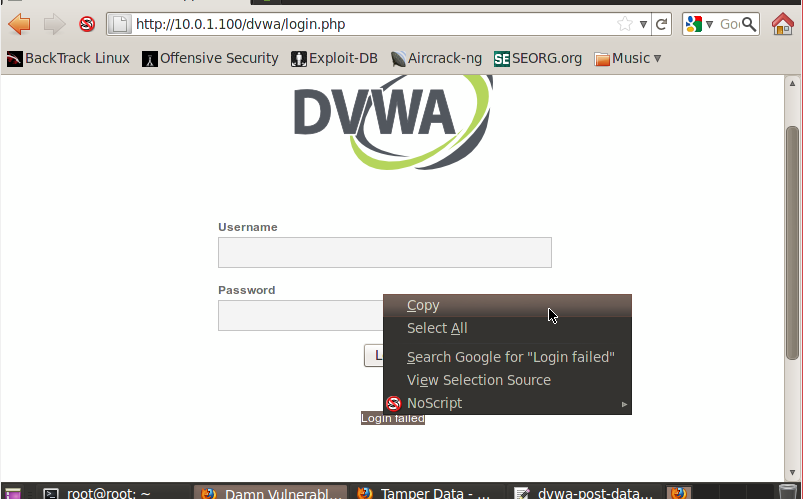 http://10.0.1.100/dvwa/login.php
BackTrack Linux Offensive Security Exploit-DB Aircrack-ng SEORG.org Music
DVWA
Username
Password
Copy
Select All
Search Google for "Login failed"
View Selection Source
NoScript
Login failed
root@root: ~ Damn Vulnerabl... Tamper Data - ... dvwa-post-data...